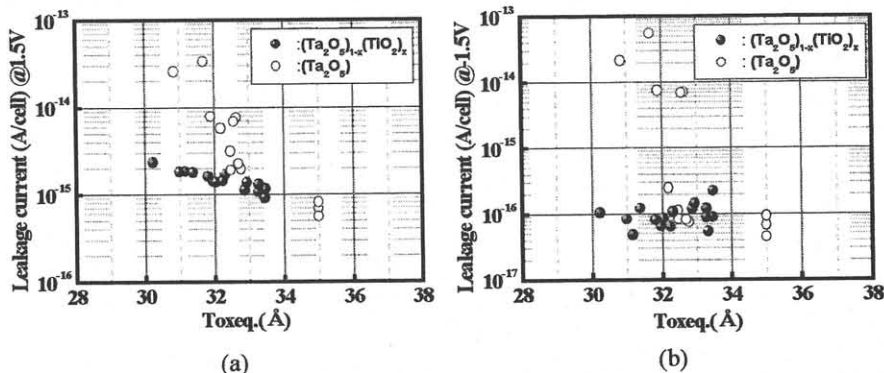 Leakage current (A/cell) @1.5V
10⁻¹³
10⁻¹⁴
10⁻¹⁵
10⁻¹⁶
:(Ta₂O₅)₁₋ₓ(TiO₂)ₓ
:(Ta₂O₅)
28 30 32 34 36 38
Toxeq.(Å)
(a)
Leakage current (A/cell) @-1.5V
10⁻¹³
10⁻¹⁴
10⁻¹⁵
10⁻¹⁶
10⁻¹⁷
: (Ta₂O₅)₁₋ₓ(TiO₂)ₓ
: (Ta₂O₅)
28 30 32 34 36 38
Toxeq.(Å)
(b)